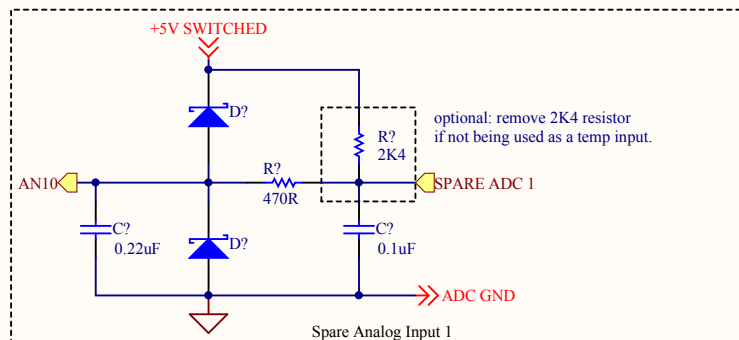 +5V SWITCHED
D?
optional: remove 2K4 resistor
if not being used as a temp input.
R?
2K4
AN10
R?
470R
SPARE ADC 1
C?
0.22uF
D?
C?
0.1uF
ADC GND
Spare Analog Input 1